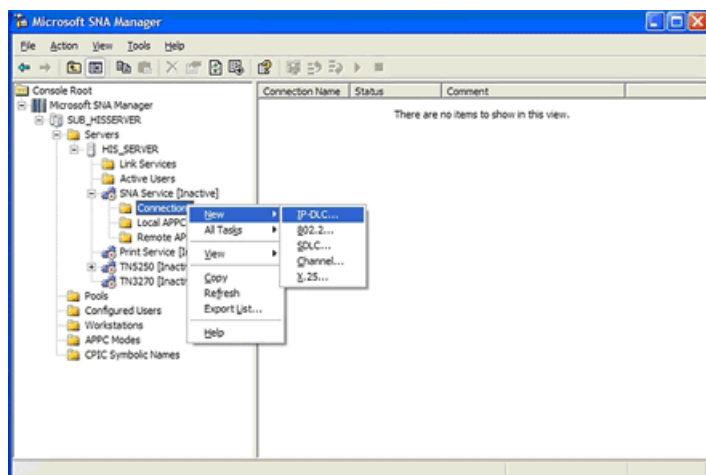 Microsoft SNA Manager
File Action View Tools Help
Console Root
Microsoft SNA Manager
SUB_HISSERVER
Servers
HIS_SERVER
Link Services
Active Users
SNA Service [Inactive]
Connection
Local APPC
Remote AP
Print Service [I
TN5250 [Inacti
TN3270 [Inacti
Pools
Configured Users
Workstations
APPC Modes
CPIC Symbolic Names
New
All Tasks
View
Copy
Refresh
Export List...
Help
IP-DLC...
802.2...
SDLC...
Channel...
X.25...
Connection Name Status Comment
There are no items to show in this view.